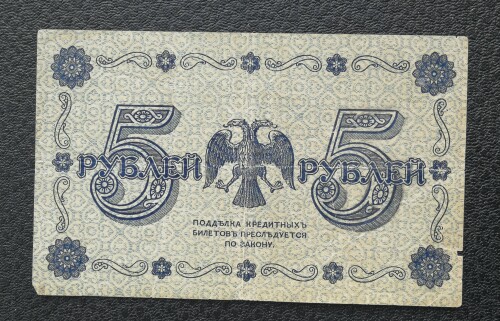 5 5
РУБЛЕЙ РУБЛЕЙ
ПОДДѢЛКА КРЕДИТНЫХЪ
БИЛЕТОВЪ ПРЕСЛѢДУЕТСЯ
ПО ЗАКОНУ.